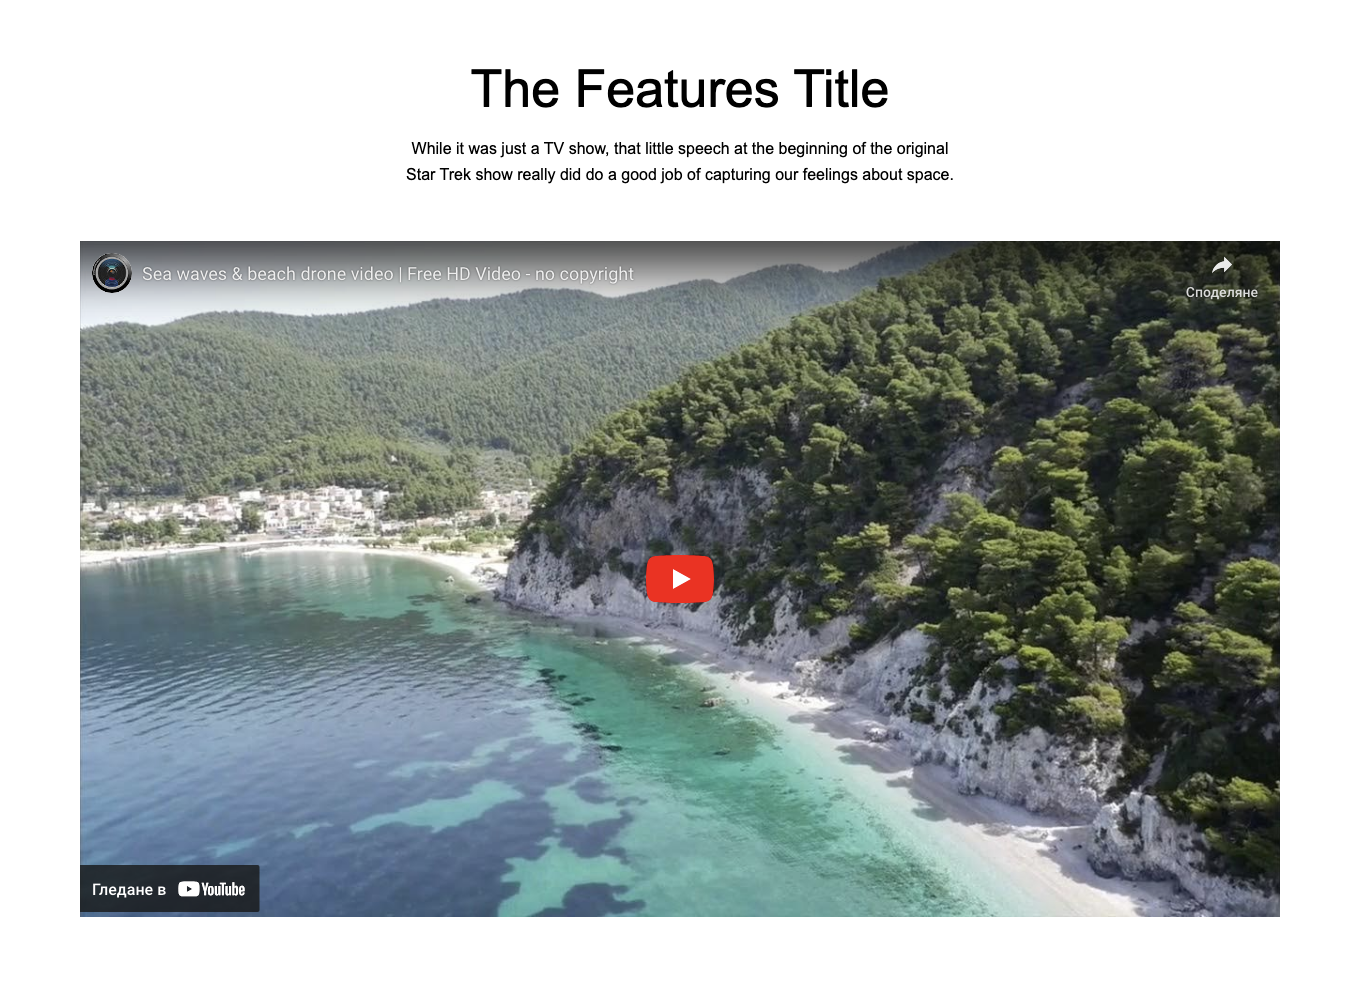 The Features Title
While it was just a TV show, that little speech at the beginning of the original
Star Trek show really did do a good job of capturing our feelings about space.
Sea waves & beach drone video | Free HD Video - no copyright
Споделяне
Гледане в YouTube